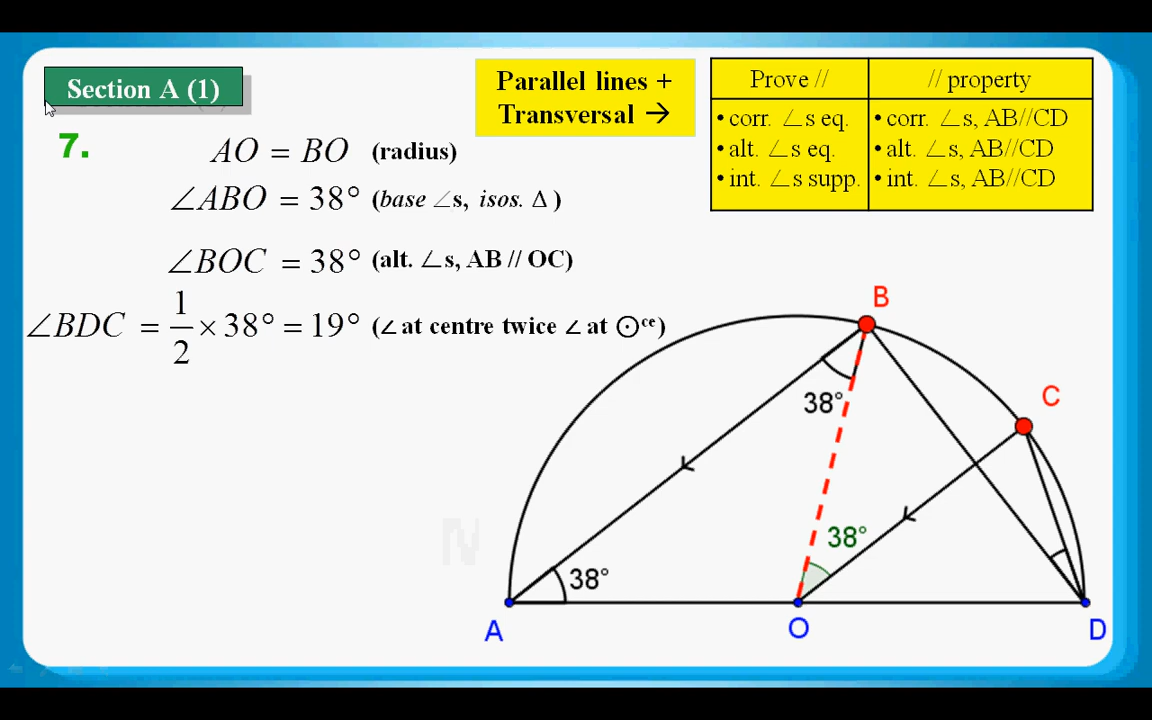 Section A (1)
Parallel lines +
Transversal →
Prove //
// property
• corr. ∠s eq.
• alt. ∠s eq.
• int. ∠s supp.
• corr. ∠s, AB//CD
• alt. ∠s, AB//CD
• int. ∠s, AB//CD
7.
AO = BO (radius)
∠ABO = 38° (base ∠s, isos. Δ )
∠BOC = 38° (alt. ∠s, AB // OC)
∠BDC = 1/2 × 38° = 19° (∠ at centre twice ∠ at ⊙ce)
B
C
38°
38°
38°
A
O
D
N